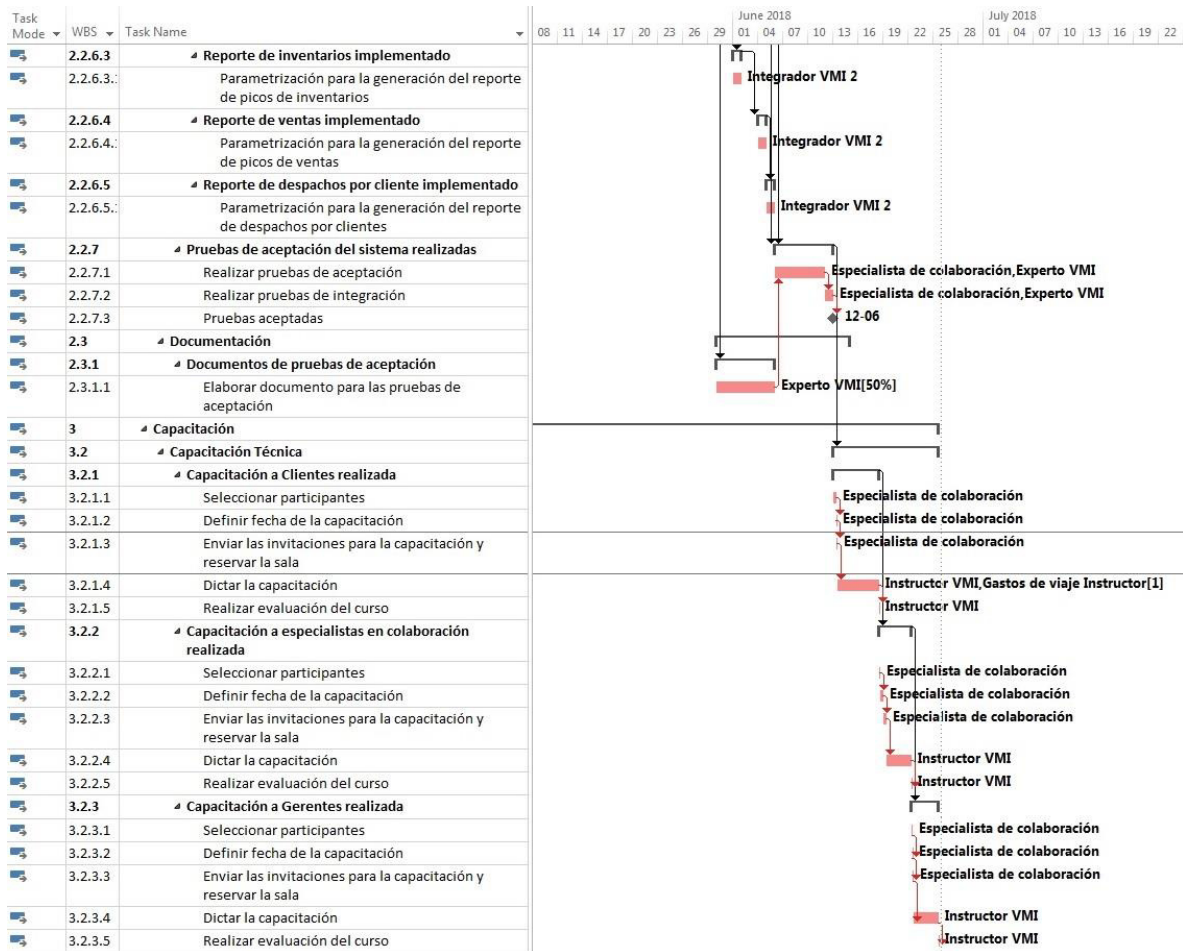 Task
Mode WBS Task Name
June 2018 July 2018
08 11 14 17 20 23 26 29 01 04 07 10 13 16 19 22 25 28 01 04 07 10 13 16 19 22
2.2.6.3 Reporte de inventarios implementado
2.2.6.3. Parametrización para la generación del reporte
de picos de inventarios
Integrador VMI 2
2.2.6.4 Reporte de ventas implementado
2.2.6.4. Parametrización para la generación del reporte
de picos de ventas
Integrador VMI 2
2.2.6.5 Reporte de despachos por cliente implementado
2.2.6.5. Parametrización para la generación del reporte
de despachos por clientes
Integrador VMI 2
2.2.7 Pruebas de aceptación del sistema realizadas
2.2.7.1 Realizar pruebas de aceptación Especialista de colaboración,Experto VMI
2.2.7.2 Realizar pruebas de integración Especialista de colaboración,Experto VMI
2.2.7.3 Pruebas aceptadas 12-06
2.3 Documentación
2.3.1 Documentos de pruebas de aceptación
2.3.1.1 Elaborar documento para las pruebas de
aceptación
Experto VMI[50%]
3 Capacitación
3.2 Capacitación Técnica
3.2.1 Capacitación a Clientes realizada
3.2.1.1 Seleccionar participantes Especialista de colaboración
3.2.1.2 Definir fecha de la capacitación Especialista de colaboración
3.2.1.3 Enviar las invitaciones para la capacitación y
reservar la sala
Especialista de colaboración
3.2.1.4 Dictar la capacitación Instructor VMI,Gastos de viaje Instructor[1]
3.2.1.5 Realizar evaluación del curso Instructor VMI
3.2.2 Capacitación a especialistas en colaboración
realizada
3.2.2.1 Seleccionar participantes Especialista de colaboración
3.2.2.2 Definir fecha de la capacitación Especialista de colaboración
3.2.2.3 Enviar las invitaciones para la capacitación y
reservar la sala
Especialista de colaboración
3.2.2.4 Dictar la capacitación Instructor VMI
3.2.2.5 Realizar evaluación del curso Instructor VMI
3.2.3 Capacitación a Gerentes realizada
3.2.3.1 Seleccionar participantes Especialista de colaboración
3.2.3.2 Definir fecha de la capacitación Especialista de colaboración
3.2.3.3 Enviar las invitaciones para la capacitación y
reservar la sala
Especialista de colaboración
3.2.3.4 Dictar la capacitación Instructor VMI
3.2.3.5 Realizar evaluación del curso Instructor VMI